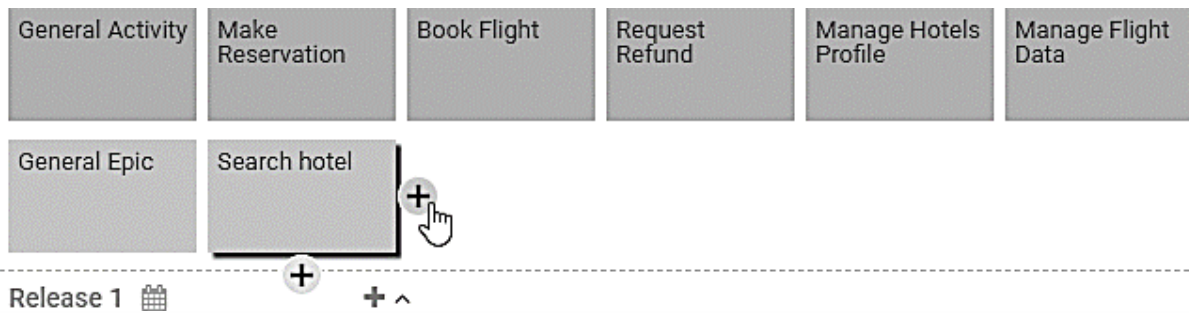 General Activity
Make
Reservation
Book Flight
Request
Refund
Manage Hotels
Profile
Manage Flight
Data
General Epic
Search hotel
Release 1